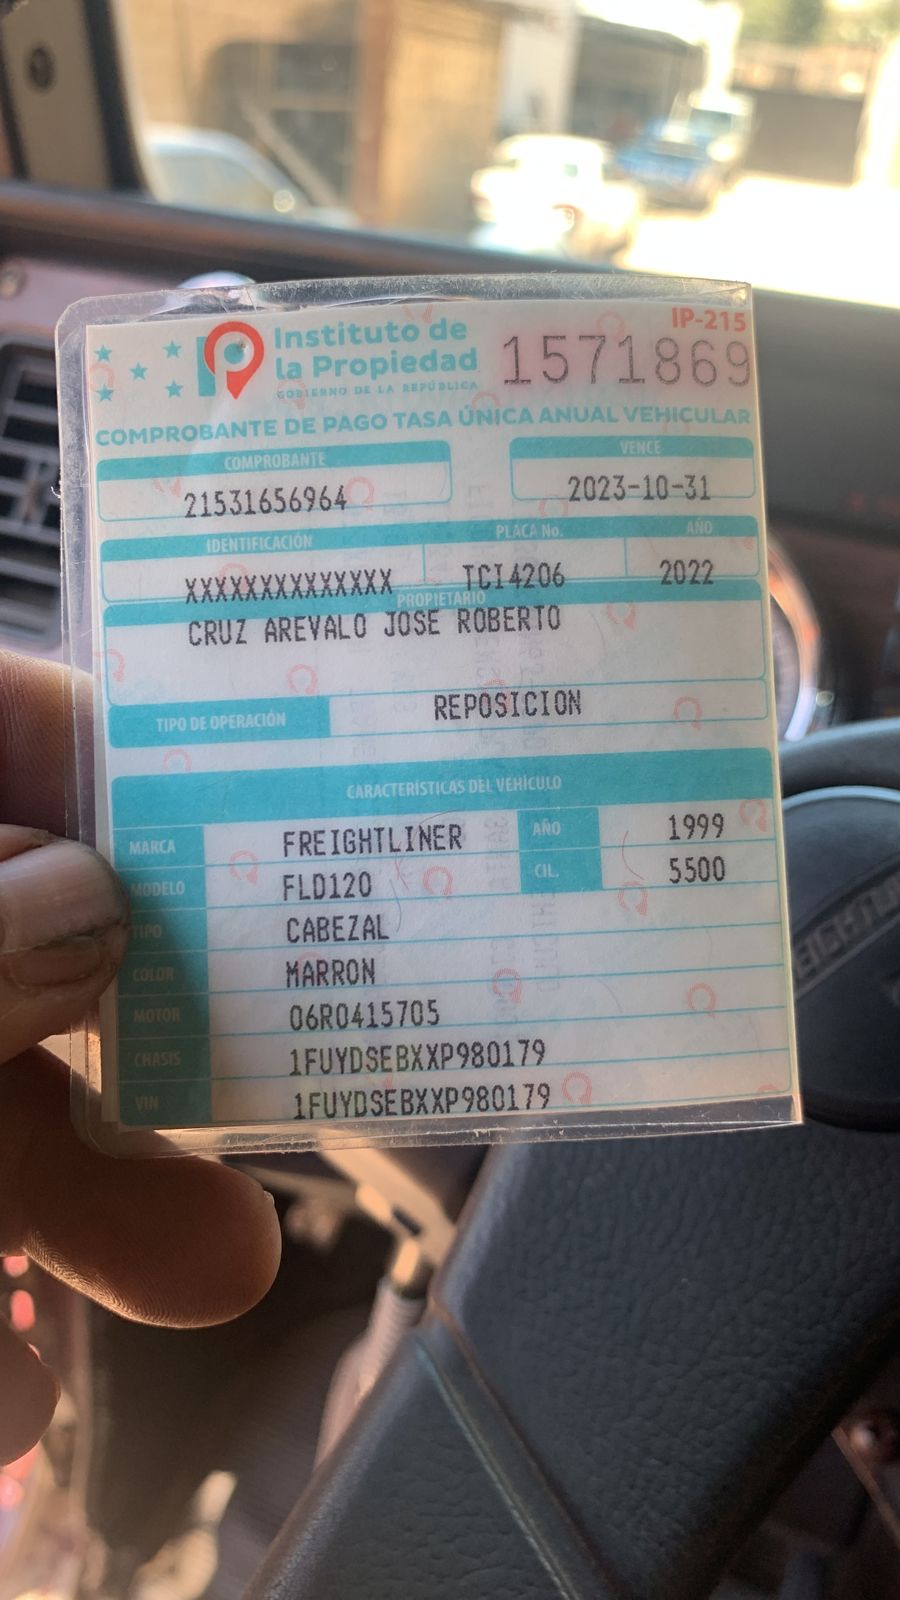 IP-215
Instituto de
la Propiedad
GOBIERNO DE LA REPÚBLICA
1571869
COMPROBANTE DE PAGO TASA ÚNICA ANUAL VEHICULAR
COMPROBANTE VENCE
21531656964 2023-10-31
IDENTIFICACIÓN PLACA No. AÑO
XXXXXXXXXXXXXX TCI4206 2022
PROPIETARIO
CRUZ AREVALO JOSE ROBERTO
TIPO DE OPERACIÓN REPOSICION
CARACTERÍSTICAS DEL VEHÍCULO
MARCA FREIGHTLINER AÑO 1999
MODELO FLD120 CIL. 5500
TIPO CABEZAL
COLOR MARRON
MOTOR 06R0415705
CHASIS 1FUYDSEBXXP980179
VIN 1FUYDSEBXXP980179